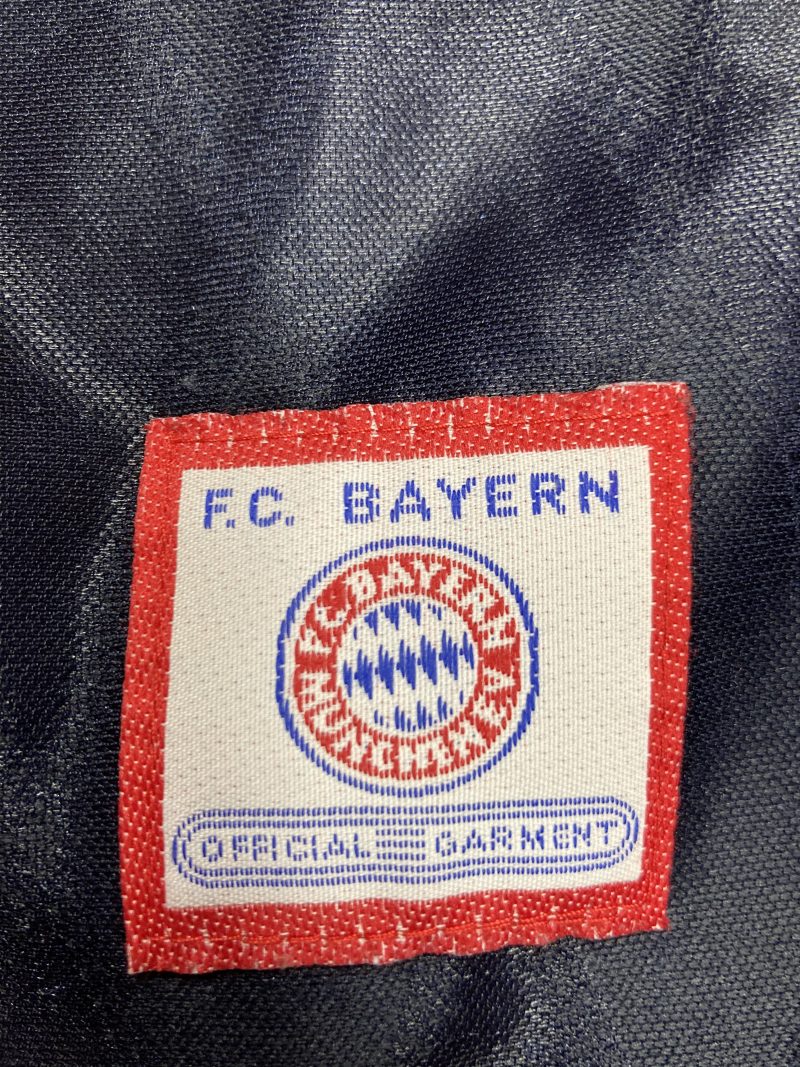 F.C. BAYERN
FC. BAYERN
MÜNCHEN
OFFICIAL GARMENT